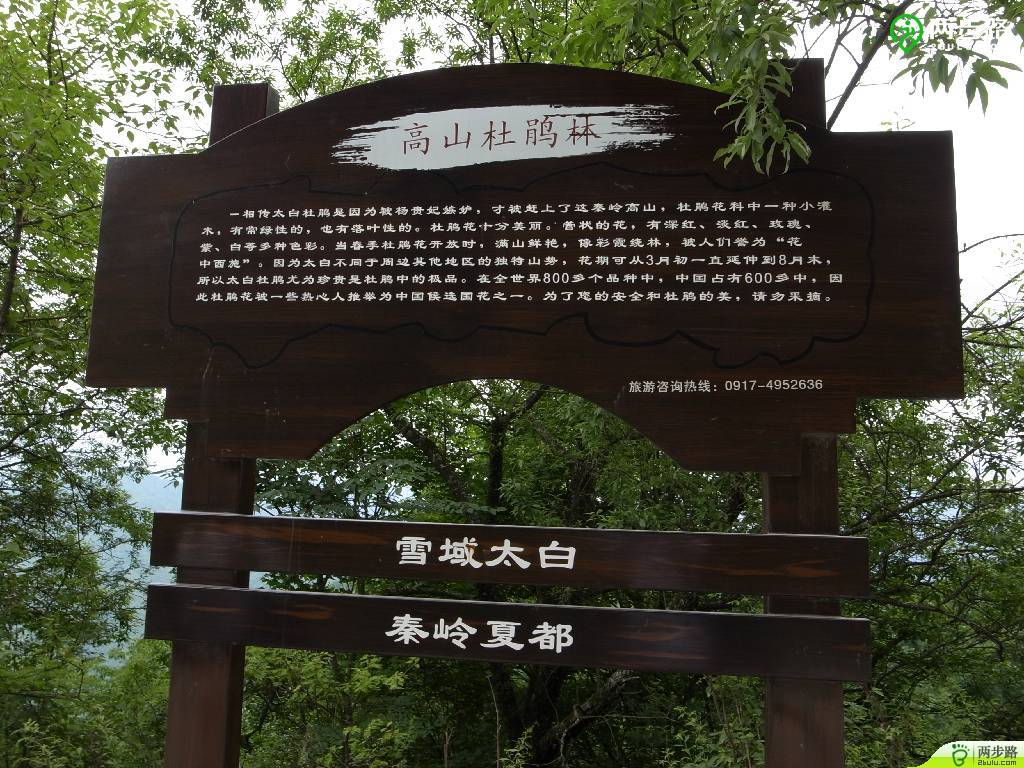 两步路
2bulu.com
高山杜鹃林
一相传太白杜鹃是因为被杨贵妃嫉妒，才被赶上了这秦岭高山，杜鹃花科中一种小灌
木，有常绿性的，也有落叶性的。杜鹃花十分美丽。管状的花，有深红、淡红、玫瑰、
紫、白等多种色彩。当春季杜鹃花开放时，满山鲜艳，像彩霞绕林，被人们誉为“花
中西施”。因为太白不同于周边其他地区的独特山势，花期可从3月初一直延伸到8月末，
所以太白杜鹃尤为珍贵是杜鹃中的极品。在全世界800多个品种中，中国占有600多中，因
此杜鹃花被一些热心人推举为中国候选国花之一。为了您的安全和杜鹃的美，请勿采摘。
旅游咨询热线：0917-4952636
雪域太白
秦岭夏都
两步路
2bulu.com